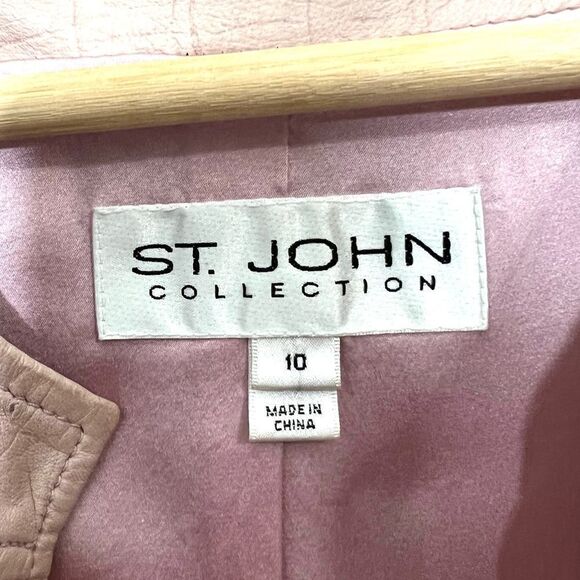 ST. JOHN
COLLECTION
10
MADE IN
CHINA